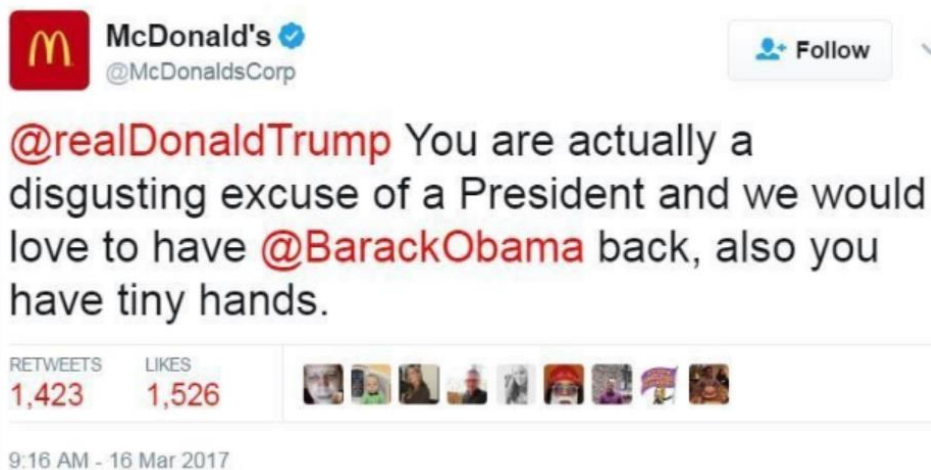 McDonald's
@McDonaldsCorp
Follow
@realDonaldTrump You are actually a
disgusting excuse of a President and we would
love to have @BarackObama back, also you
have tiny hands.
RETWEETS LIKES
1,423 1,526
9:16 AM - 16 Mar 2017